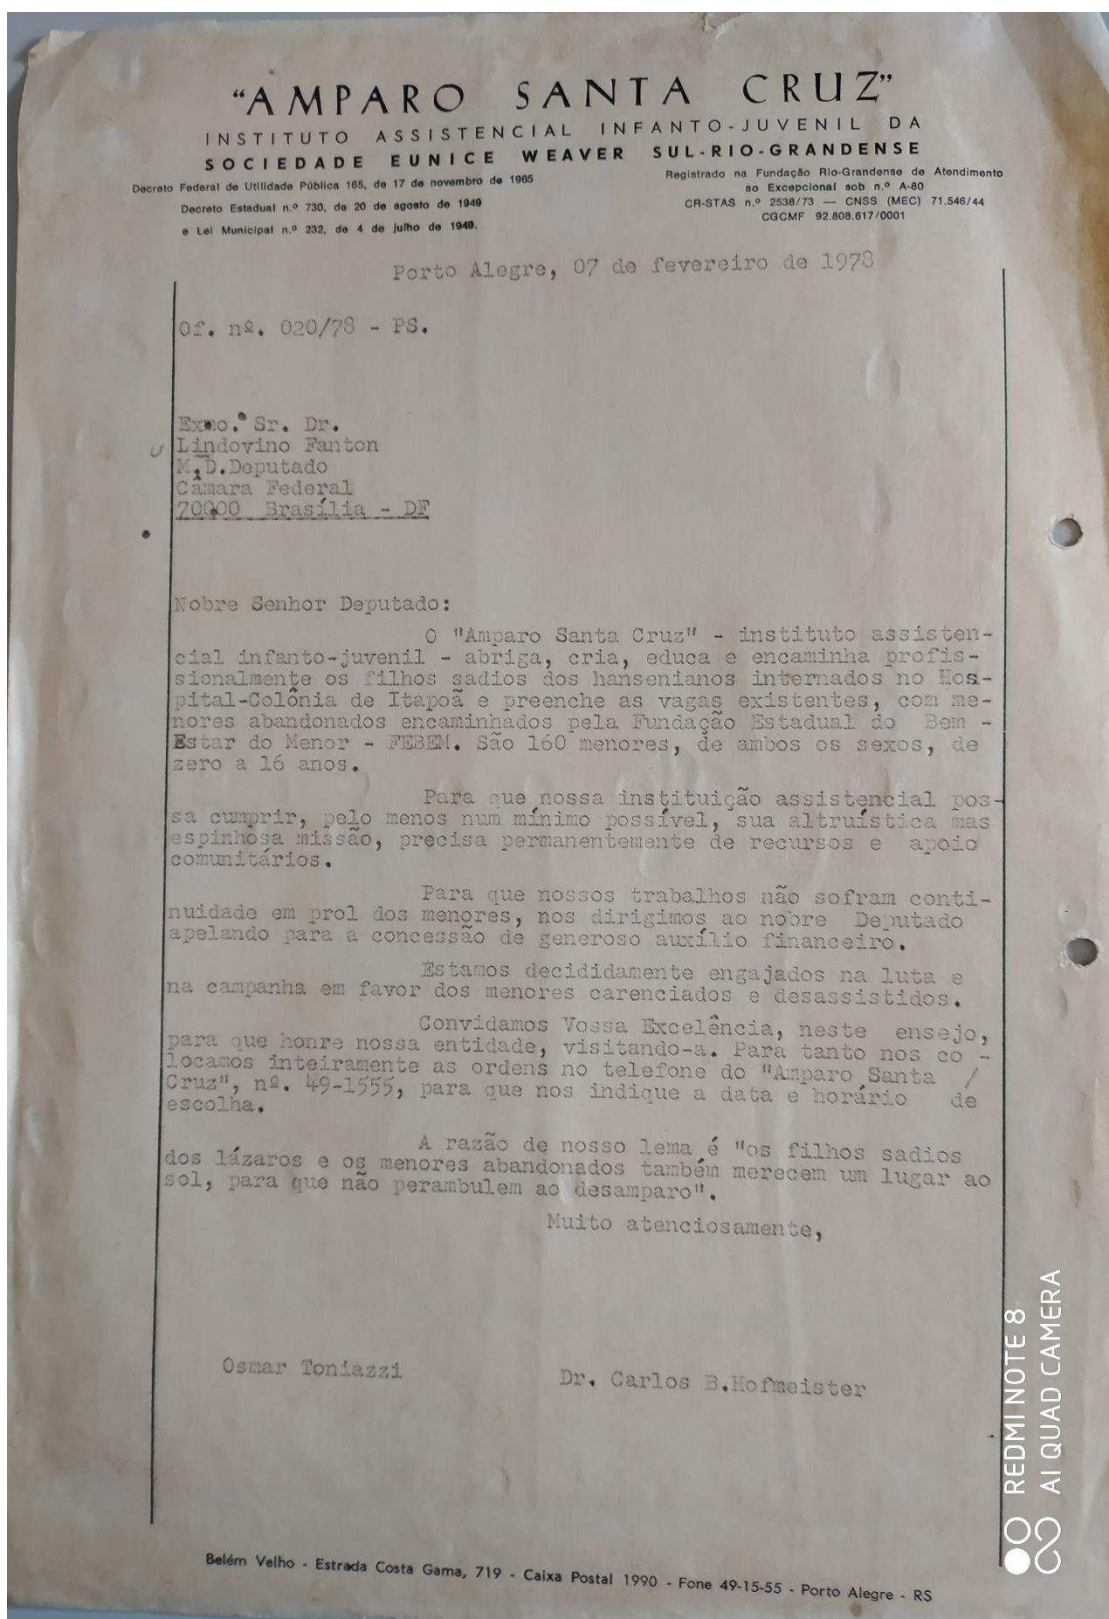 "AMPARO SANTA CRUZ"
INSTITUTO ASSISTENCIAL INFANTO-JUVENIL DA
SOCIEDADE EUNICE WEAVER SUL-RIO-GRANDENSE
Decreto Federal de Utilidade Pública 165, de 17 de novembro de 1965
Decreto Estadual n.º 730, de 20 de agosto de 1949
e Lei Municipal n.º 232, de 4 de julho de 1949.
Registrado na Fundação Rio-Grandense de Atendimento
ao Excepcional sob n.º A-80
CR-STAS n.º 2538/73 — CNSS (MEC) 71.546/44
CGCMF 92.808.617/0001
Porto Alegre, 07 de fevereiro de 1978
Of. nº. 020/78 - PS.
Exmo. Sr. Dr.
Lindovino Fanton
M.D.Deputado
Câmara Federal
70000 Brasília - DF
Nobre Senhor Deputado:
O "Amparo Santa Cruz" - instituto assisten-
cial infanto-juvenil - abriga, cria, educa e encaminha profis-
sionalmente os filhos sadios dos hansenianos internados no Hos-
pital-Colônia de Itapoã e preenche as vagas existentes, com me-
nores abandonados encaminhados pela Fundação Estadual do Bem -
Estar do Menor - FEBEM. São 160 menores, de ambos os sexos, de
zero a 16 anos.
Para que nossa instituição assistencial pos-
sa cumprir, pelo menos num mínimo possível, sua altruística mas
espinhosa missão, precisa permanentemente de recursos e apoio
comunitários.
Para que nossos trabalhos não sofram conti-
nuidade em prol dos menores, nos dirigimos ao nobre Deputado
apelando para a concessão de generoso auxílio financeiro.
Estamos decididamente engajados na luta e
na campanha em favor dos menores carenciados e desassistidos.
Convidamos Vossa Excelência, neste ensejo,
para que honre nossa entidade, visitando-a. Para tanto nos co -
locamos inteiramente as ordens no telefone do "Amparo Santa /
Cruz", nº. 49-1555, para que nos indique a data e horário de
escolha.
A razão de nosso lema é "os filhos sadios
dos lázaros e os menores abandonados também merecem um lugar ao
sol, para que não perambulem ao desamparo".
Muito atenciosamente,
Osmar Toniazzi
Dr. Carlos B.Hofmeister
Belém Velho - Estrada Costa Gama, 719 - Caixa Postal 1990 - Fone 49-15-55 - Porto Alegre - RS
REDMI NOTE 8
AI QUAD CAMERA